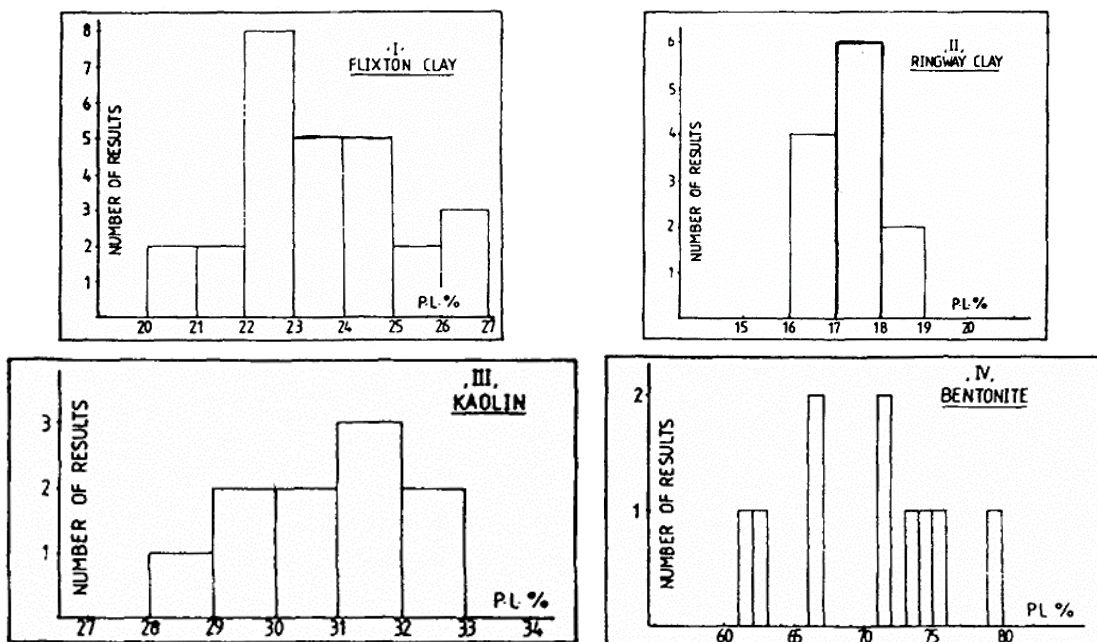 .I.
FLIXTON CLAY
NUMBER OF RESULTS
8
7
6
5
4
3
2
1
P.L.%
20 21 22 23 24 25 26 27
.II.
RINGWAY CLAY
NUMBER OF RESULTS
6
5
4
3
2
1
P.L.%
15 16 17 18 19 20
.III.
KAOLIN
NUMBER OF RESULTS
3
2
1
P.L.%
27 28 29 30 31 32 33 34
.IV.
BENTONITE
NUMBER OF RESULTS
2
1
60 65 70 75 80 PL %